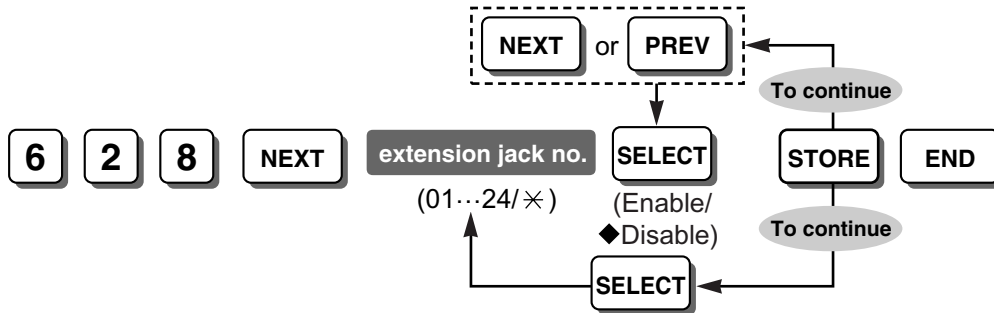 NEXT or PREV
To continue
6 2 8 NEXT extension jack no. SELECT STORE END
(01···24/✳)
(Enable/
◆Disable)
To continue
SELECT